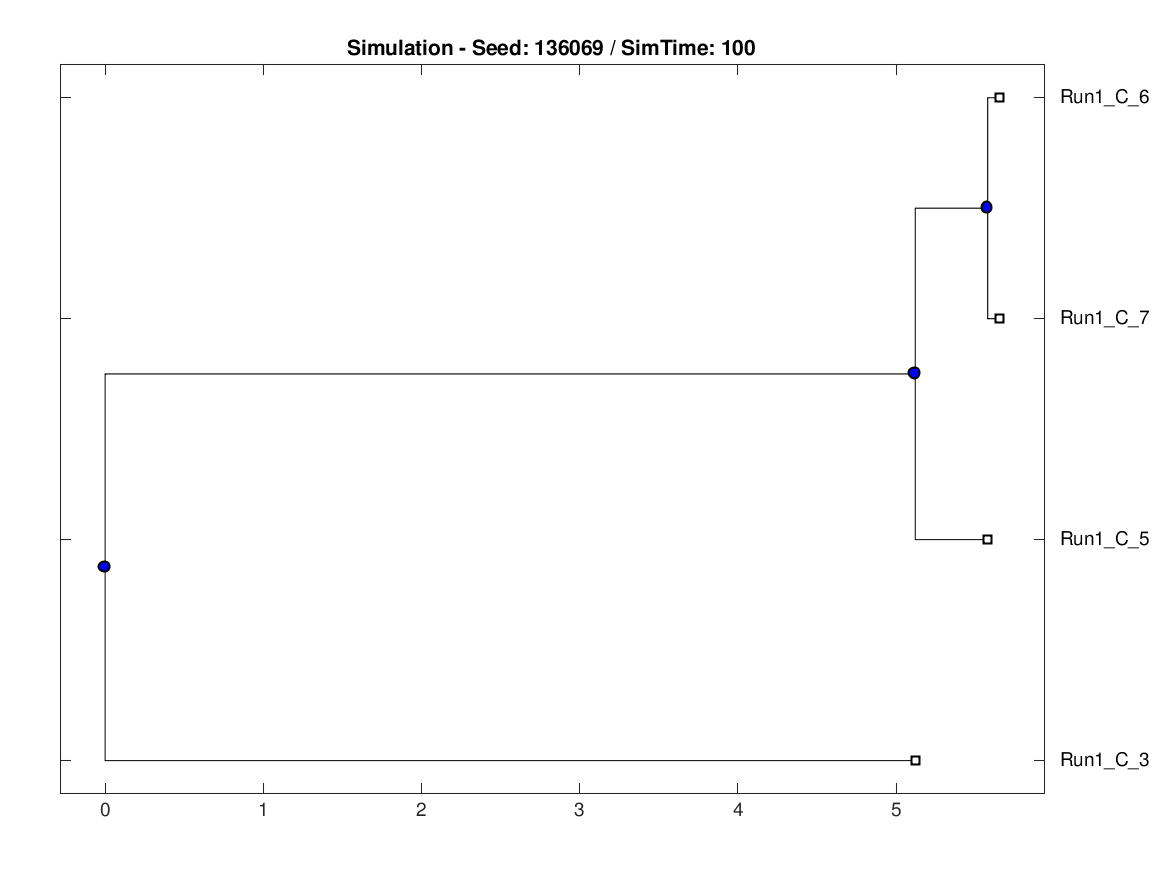 Simulation - Seed: 136069 / SimTime: 100
Run1_C_6
Run1_C_7
Run1_C_5
Run1_C_3
0 1 2 3 4 5